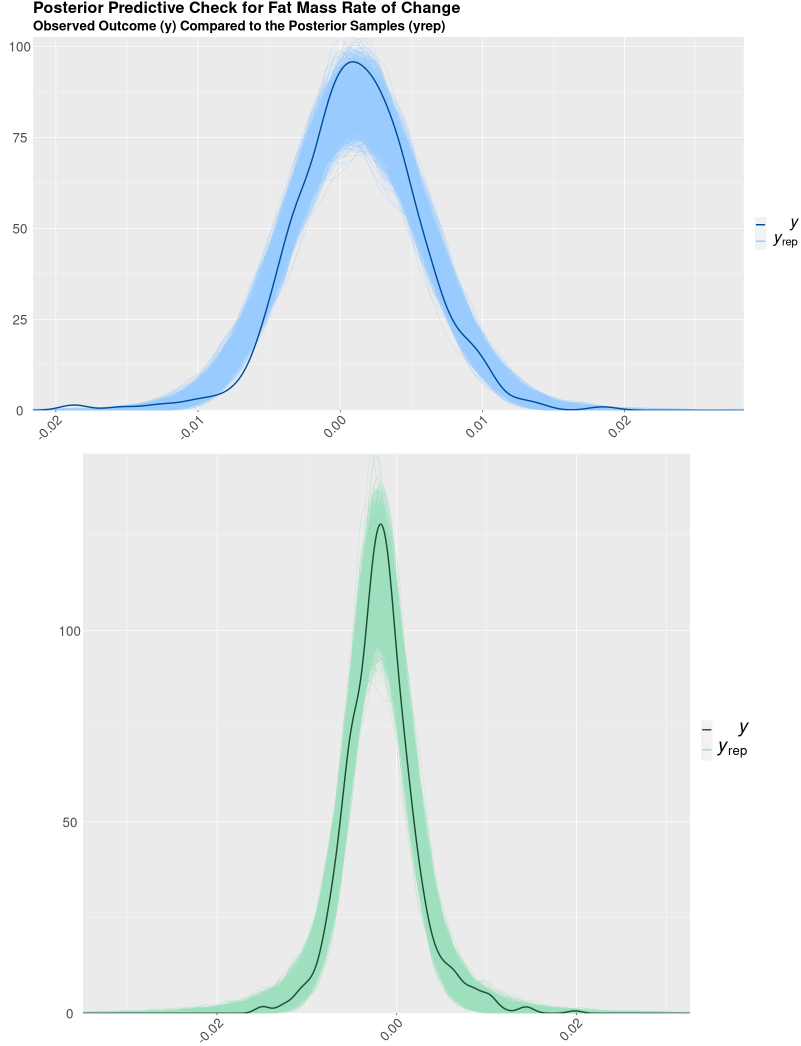 Posterior Predictive Check for Fat Mass Rate of Change
Observed Outcome (y) Compared to the Posterior Samples (yrep)
100
75
50
25
0
-0.02
-0.01
0.00
0.01
0.02
y
yrep
100
50
0
-0.02
0.00
0.02
y
yrep